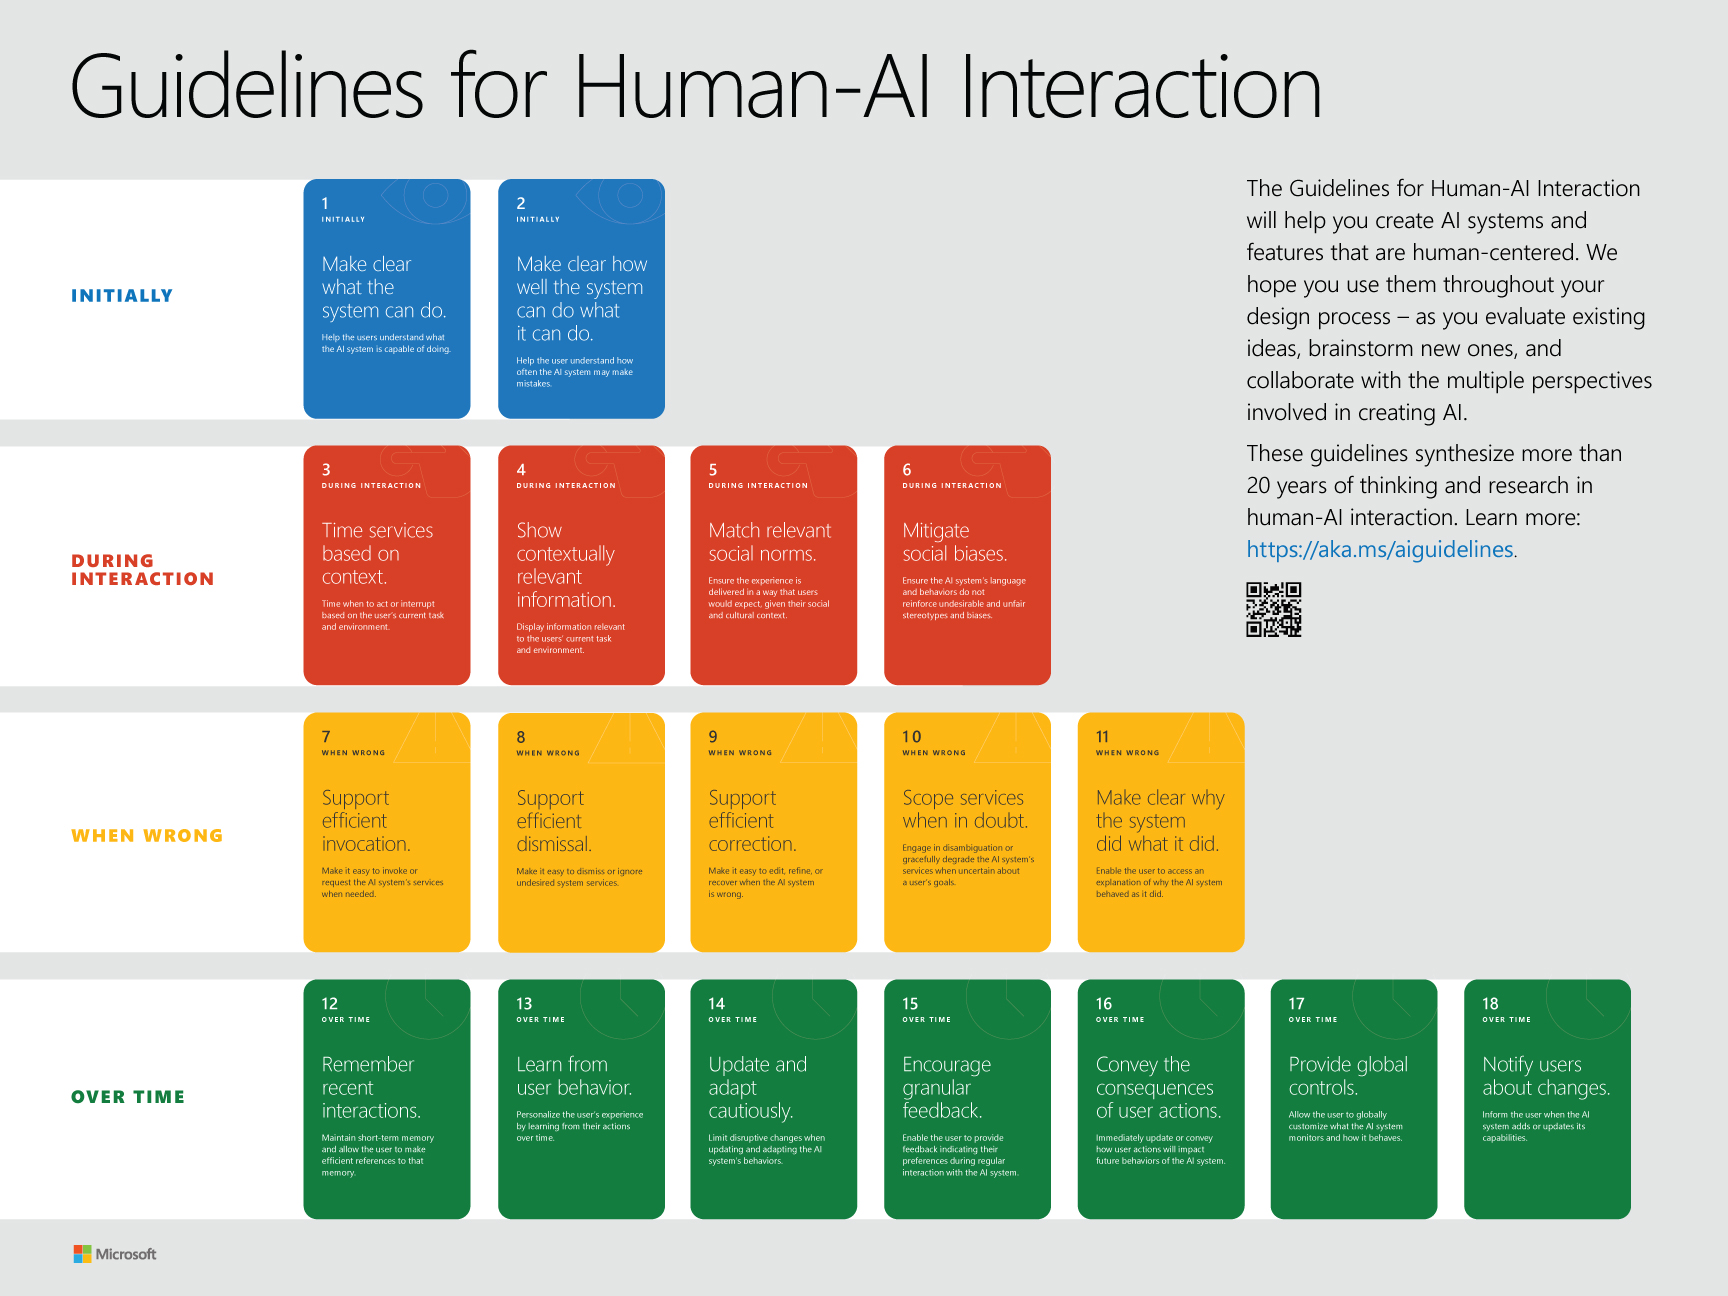 Guidelines for Human-AI Interaction
The Guidelines for Human-AI Interaction
will help you create AI systems and
features that are human-centered. We
hope you use them throughout your
design process – as you evaluate existing
ideas, brainstorm new ones, and
collaborate with the multiple perspectives
involved in creating AI.
These guidelines synthesize more than
20 years of thinking and research in
human-AI interaction. Learn more:
https://aka.ms/aiguidelines.
INITIALLY
1
INITIALLY
Make clear
what the
system can do.
Help the users understand what
the AI system is capable of doing.
2
INITIALLY
Make clear how
well the system
can do what
it can do.
Help the user understand how
often the AI system may make
mistakes.
DURING
INTERACTION
3
DURING INTERACTION
Time services
based on
context.
Time when to act or interrupt
based on the user's current task
and environment.
4
DURING INTERACTION
Show
contextually
relevant
information.
Display information relevant
to the users' current task
and environment.
5
DURING INTERACTION
Match relevant
social norms.
Ensure the experience is
delivered in a way that users
would expect, given their social
and cultural context.
6
DURING INTERACTION
Mitigate
social biases.
Ensure the AI system's language
and behaviors do not
reinforce undesirable and unfair
stereotypes and biases.
WHEN WRONG
7
WHEN WRONG
Support
efficient
invocation.
Make it easy to invoke or
request the AI system's services
when needed.
8
WHEN WRONG
Support
efficient
dismissal.
Make it easy to dismiss or ignore
undesired system services.
9
WHEN WRONG
Support
efficient
correction.
Make it easy to edit, refine, or
recover when the AI system
is wrong.
10
WHEN WRONG
Scope services
when in doubt.
Engage in disambiguation or
gracefully degrade the AI system's
services when uncertain about
a user's goals.
11
WHEN WRONG
Make clear why
the system
did what it did.
Enable the user to access an
explanation of why the AI system
behaved as it did.
OVER TIME
12
OVER TIME
Remember
recent
interactions.
Maintain short-term memory
and allow the user to make
efficient references to that
memory.
13
OVER TIME
Learn from
user behavior.
Personalize the user's experience
by learning from their actions
over time.
14
OVER TIME
Update and
adapt
cautiously.
Limit disruptive changes when
updating and adapting the AI
system's behaviors.
15
OVER TIME
Encourage
granular
feedback.
Enable the user to provide
feedback indicating their
preferences during regular
interaction with the AI system.
16
OVER TIME
Convey the
consequences
of user actions.
Immediately update or convey
how user actions will impact
future behaviors of the AI system.
17
OVER TIME
Provide global
controls.
Allow the user to globally
customize what the AI system
monitors and how it behaves.
18
OVER TIME
Notify users
about changes.
Inform the user when the AI
system adds or updates its
capabilities.
Microsoft